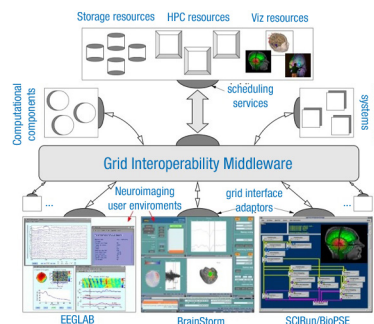 Storage resources
HPC resources
Viz resources
scheduling
services
Computational
components
systems
Grid Interoperability Middleware
Neuroimaging
user enviroments
grid interface
adaptors
...
...
EEGLAB
BrainStorm
SCIRun/BioPSE